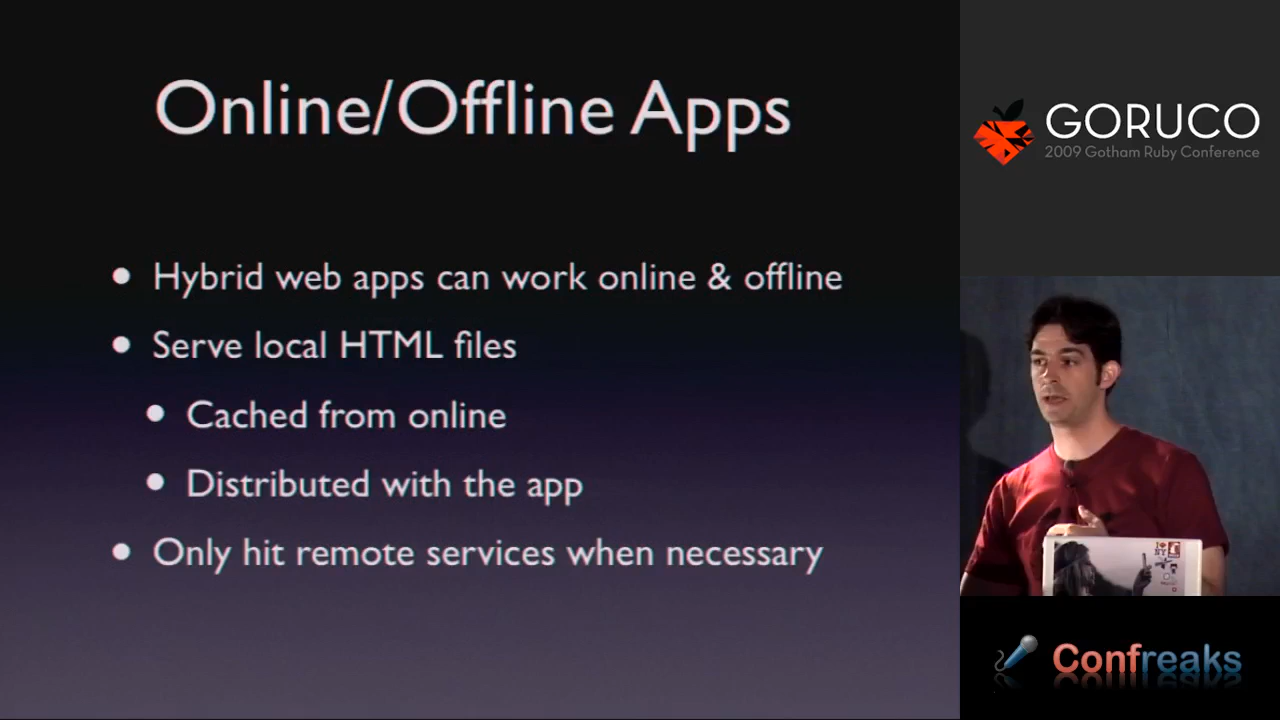 Online/Offline Apps
• Hybrid web apps can work online & offline
• Serve local HTML files
• Cached from online
• Distributed with the app
• Only hit remote services when necessary
GORUCO
2009 Gotham Ruby Conference
Confreaks